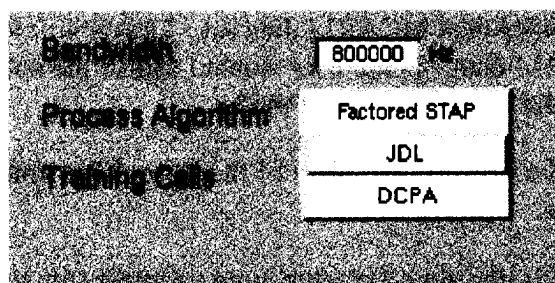 Bandwidth 800000 Hz
Process Algorithm Factored STAP
JDL
Training Cells
DCPA